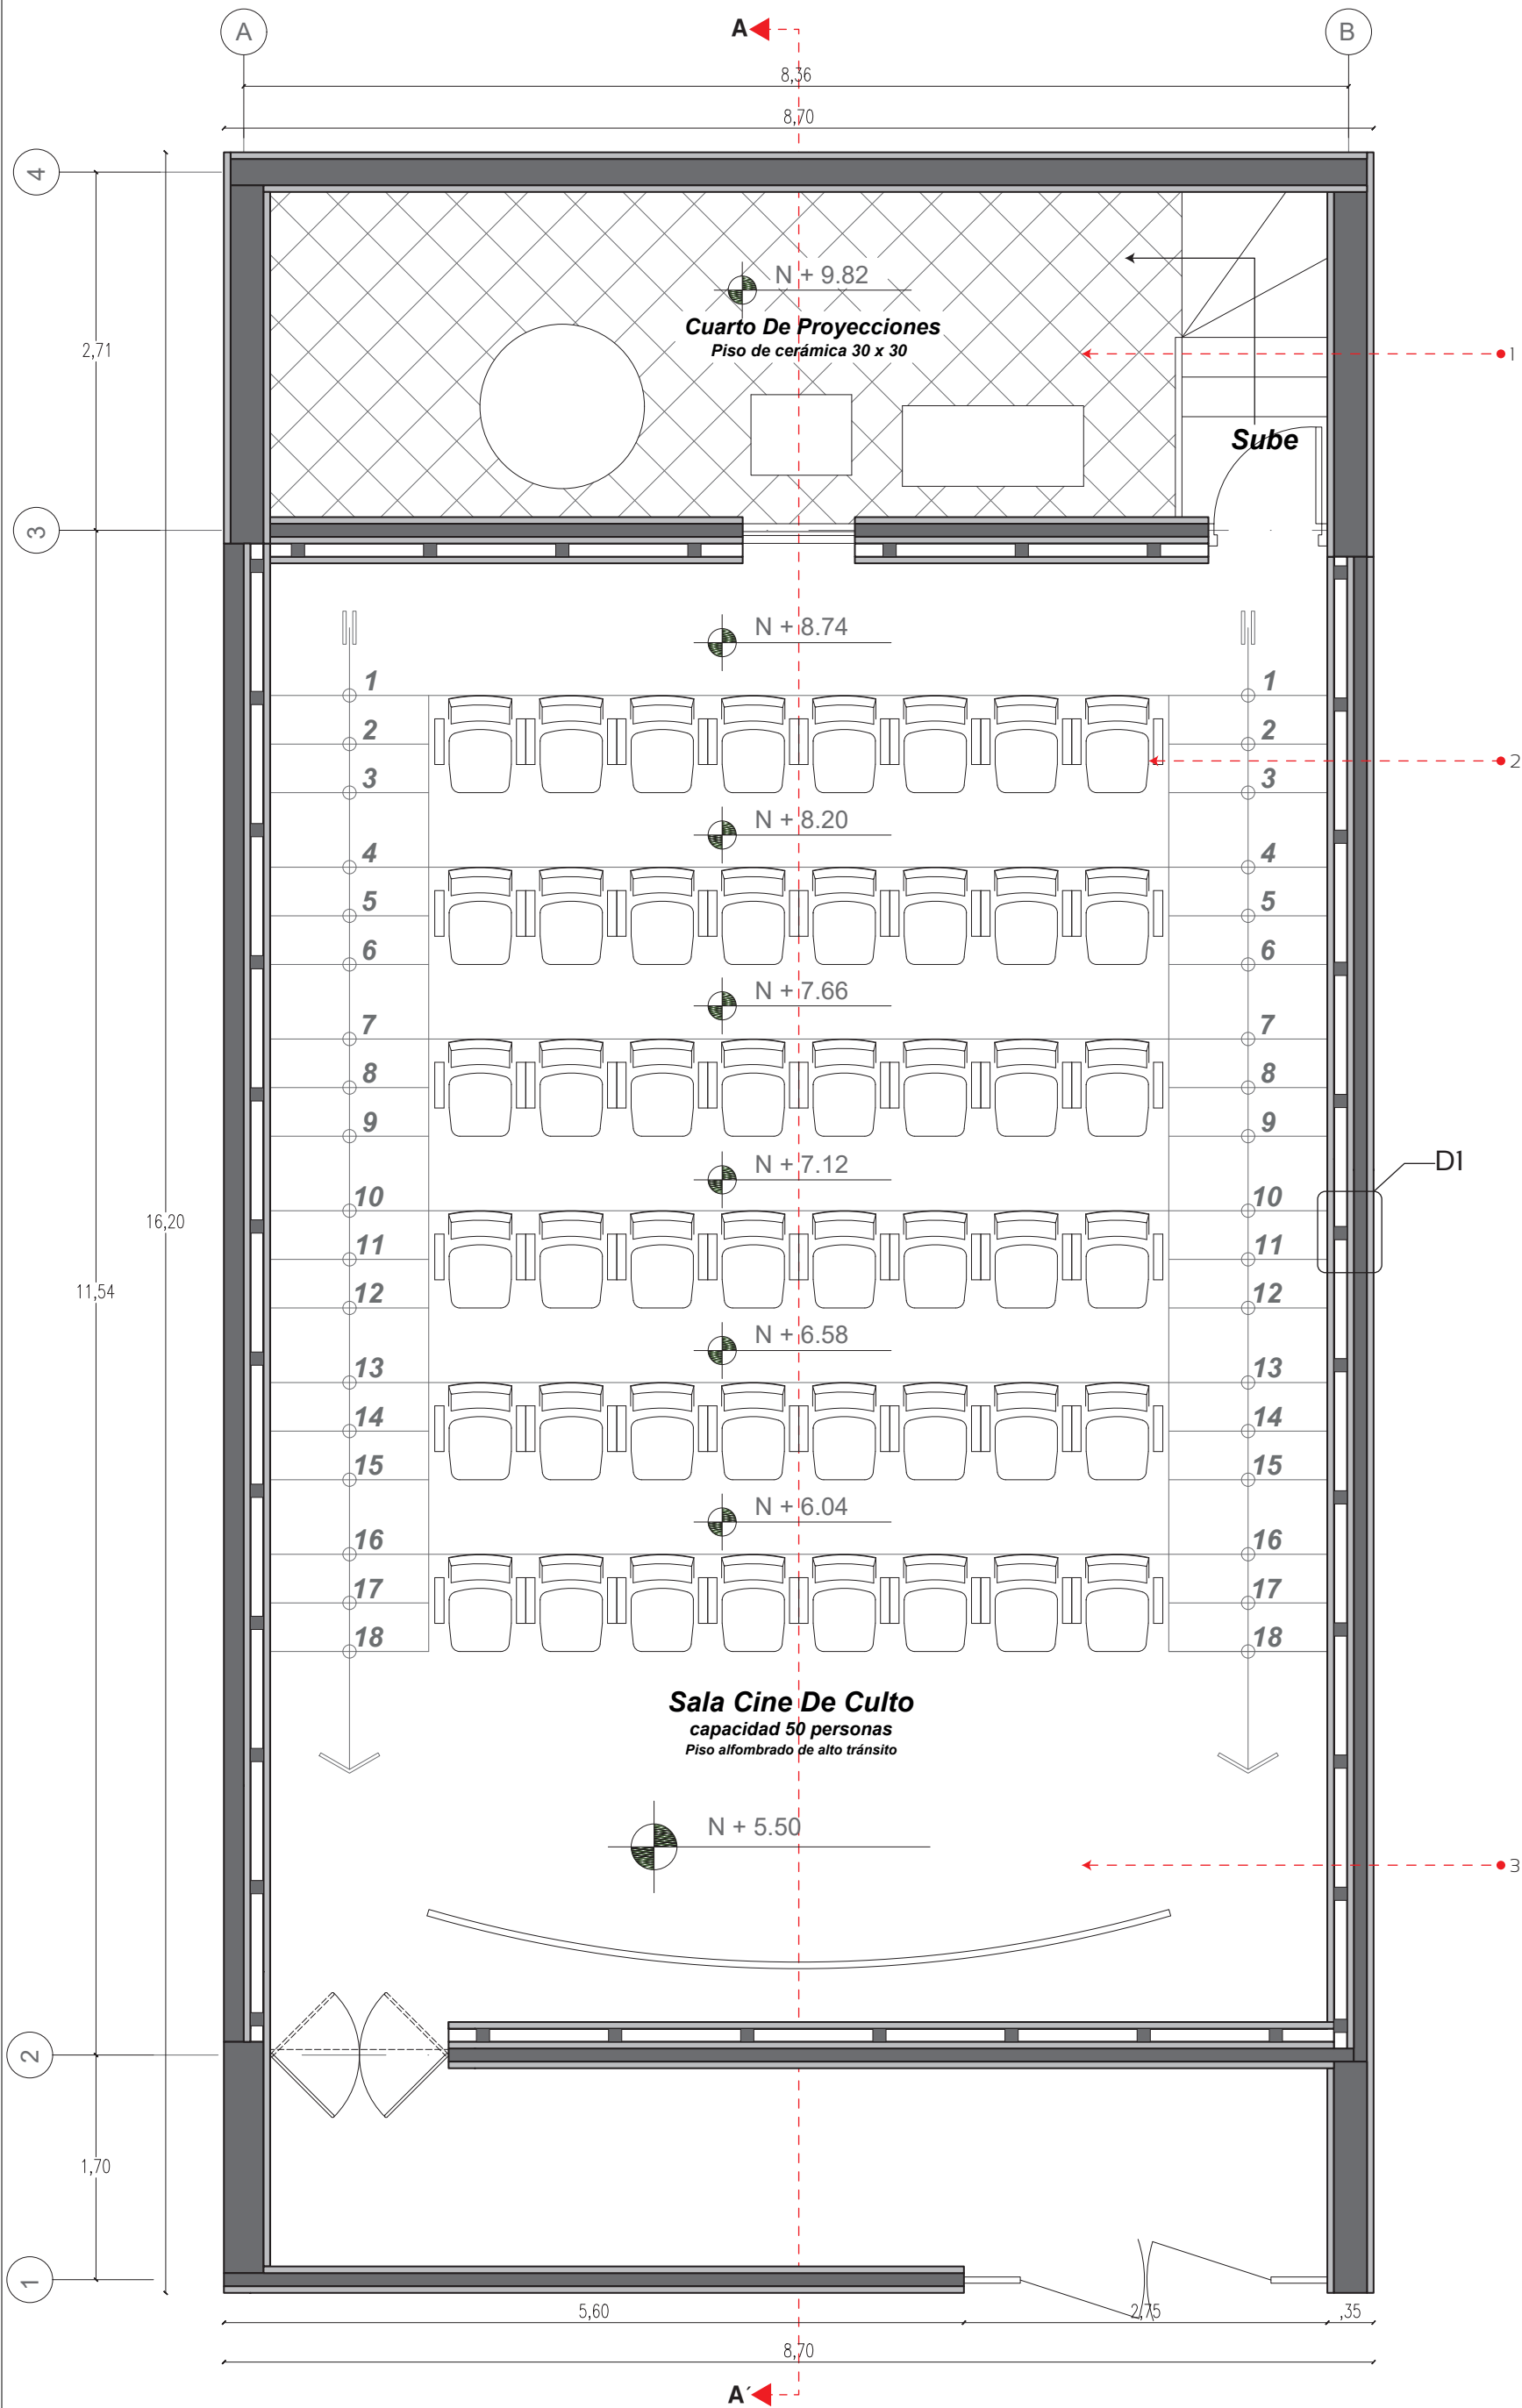 A
A
B
8,36
8,70
4
N + 9.82
Cuarto De Proyecciones
Piso de cerámica 30 x 30
2,71
1
Sube
3
N + 8.74
1
1
2
2
2
3
3
N + 8.20
4
4
5
5
6
6
N + 7.66
7
7
8
8
9
9
N + 7.12
D1
10
10
16,20
11
11
11,54
12
12
N + 6.58
13
13
14
14
15
15
N + 6.04
16
16
17
17
18
18
Sala Cine De Culto
capacidad 50 personas
Piso alfombrado de alto tránsito
N + 5.50
3
2
1,70
1
5,60
2,75
,35
8,70
A´